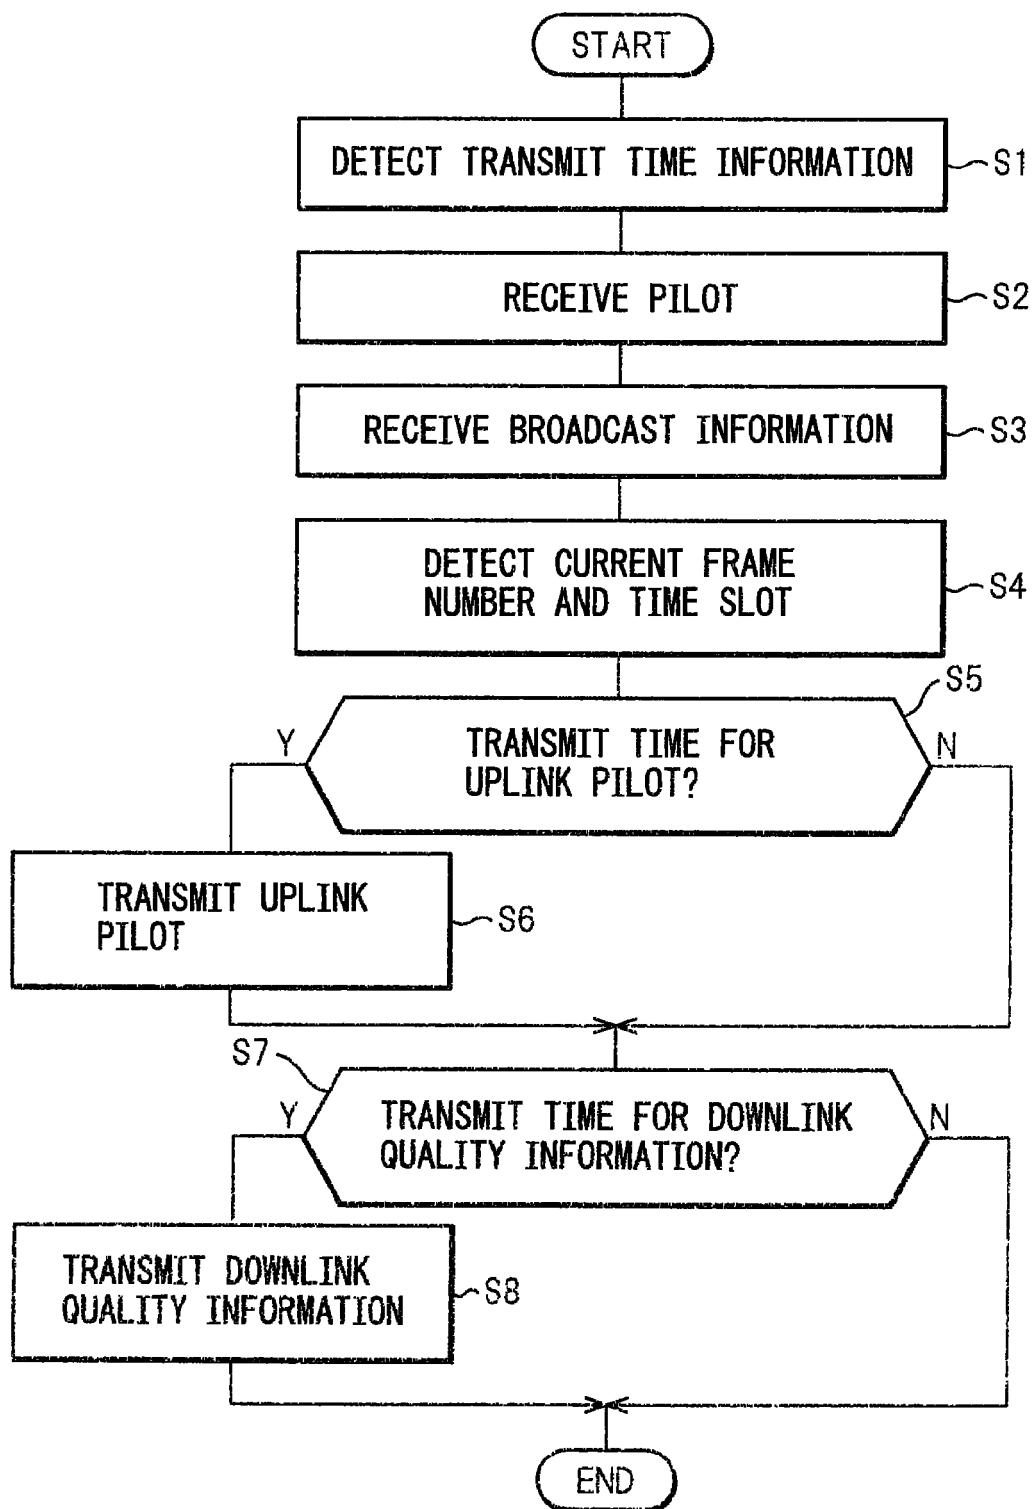 START
DETECT TRANSMIT TIME INFORMATION
S1
RECEIVE PILOT
S2
RECEIVE BROADCAST INFORMATION
S3
DETECT CURRENT FRAME
NUMBER AND TIME SLOT
S4
S5
Y
TRANSMIT TIME FOR
UPLINK PILOT?
N
TRANSMIT UPLINK
PILOT
S6
S7
Y
TRANSMIT TIME FOR DOWNLINK
QUALITY INFORMATION?
N
TRANSMIT DOWNLINK
QUALITY INFORMATION
S8
END